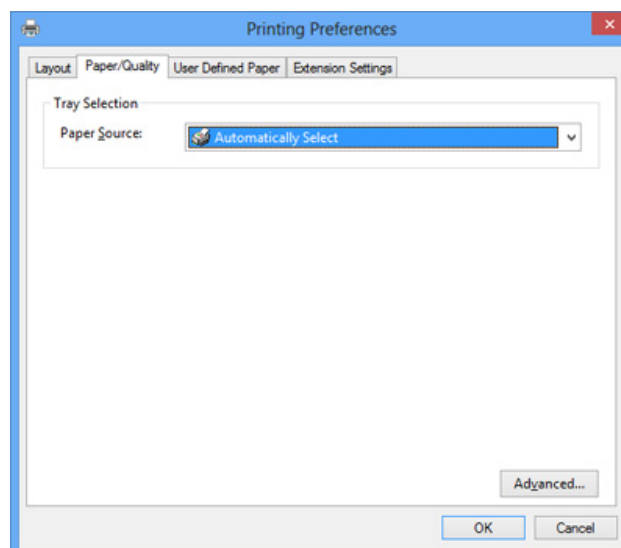 Printing Preferences
Layout Paper/Quality User Defined Paper Extension Settings
Tray Selection
Paper Source: Automatically Select
Advanced...
OK Cancel